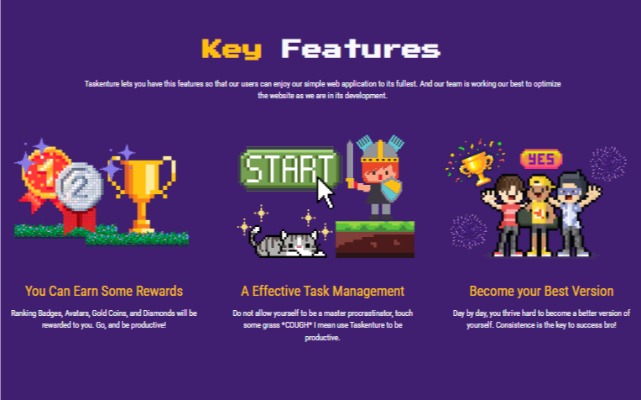 Key Features
Taskenture lets you have this features so that our users can enjoy our simple web application to its fullest. And our team is working our best to optimize
the website as we are in its development.
1
2
START
YES
You Can Earn Some Rewards
Ranking Badges, Avatars, Gold Coins, and Diamonds will be
rewarded to you. Go, and be productive!
A Effective Task Management
Do not allow yourself to be a master procrastinator, touch
some grass *COUGH* I mean use Taskenture to be
productive.
Become your Best Version
Day by day, you thrive hard to become a better version of
yourself. Consistence is the key to success bro!